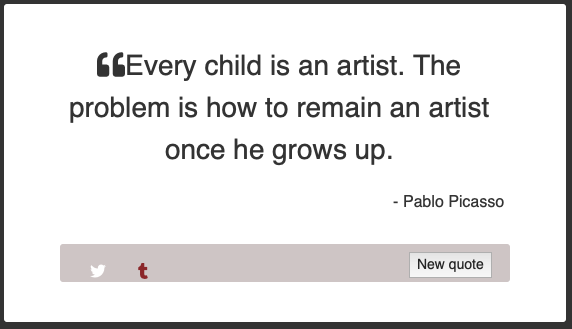 “Every child is an artist. The
problem is how to remain an artist
once he grows up.
- Pablo Picasso
t New quote